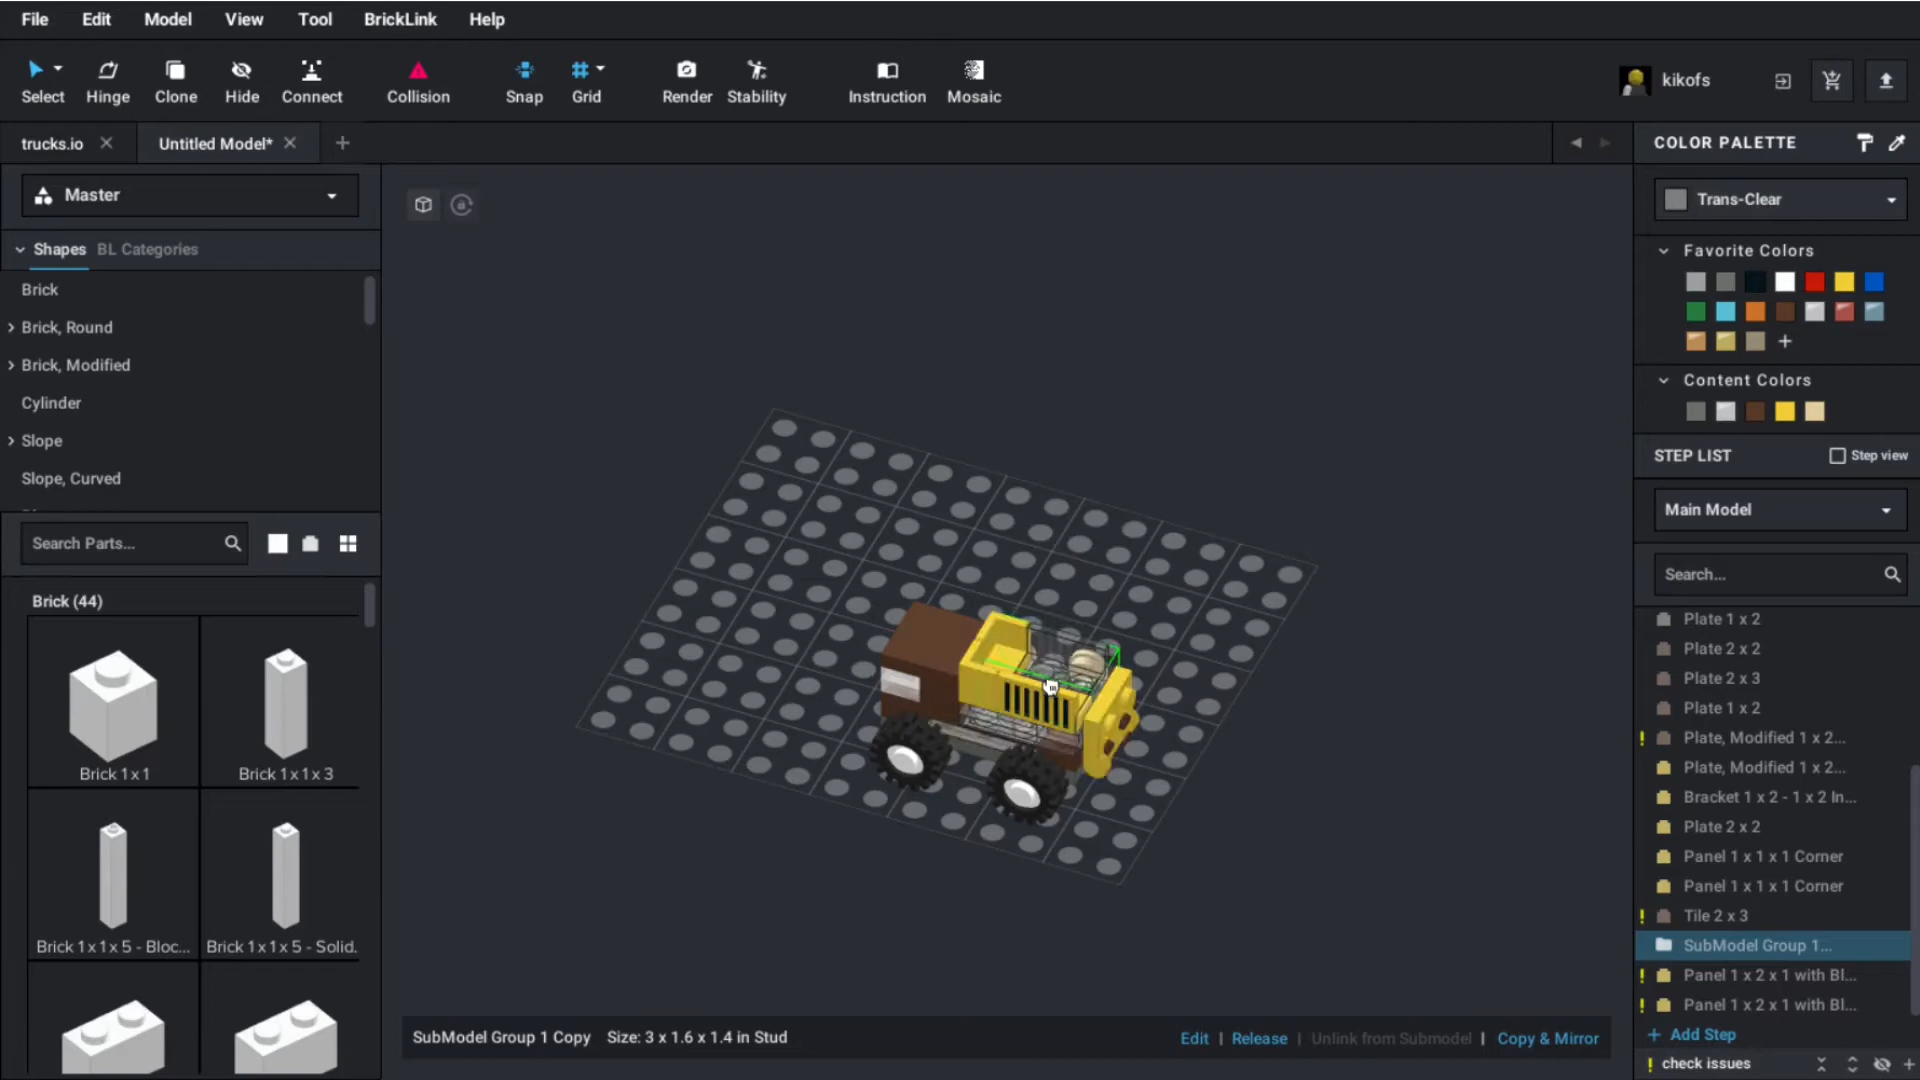 File Edit Model View Tool BrickLink Help
Select Hinge Clone Hide Connect Collision Snap Grid Render Stability Instruction Mosaic
kikofs
trucks.io
Untitled Model*
Master
Shapes BL Categories
Brick
Brick, Round
Brick, Modified
Cylinder
Slope
Slope, Curved
Search Parts...
Brick (44)
Brick 1 x 1
Brick 1 x 1 x 3
Brick 1 x 1 x 5 - Bloc...
Brick 1 x 1 x 5 - Solid.
SubModel Group 1 Copy Size: 3 x 1.6 x 1.4 in Stud
Edit | Release | Unlink from Submodel | Copy & Mirror
COLOR PALETTE
Trans-Clear
Favorite Colors
Content Colors
STEP LIST
Step view
Main Model
Search...
Plate 1 x 2
Plate 2 x 2
Plate 2 x 3
Plate 1 x 2
Plate, Modified 1 x 2...
Plate, Modified 1 x 2...
Bracket 1 x 2 - 1 x 2 In...
Plate 2 x 2
Panel 1 x 1 x 1 Corner
Panel 1 x 1 x 1 Corner
Tile 2 x 3
SubModel Group 1...
Panel 1 x 2 x 1 with Bl...
Panel 1 x 2 x 1 with Bl...
+ Add Step
! check issues